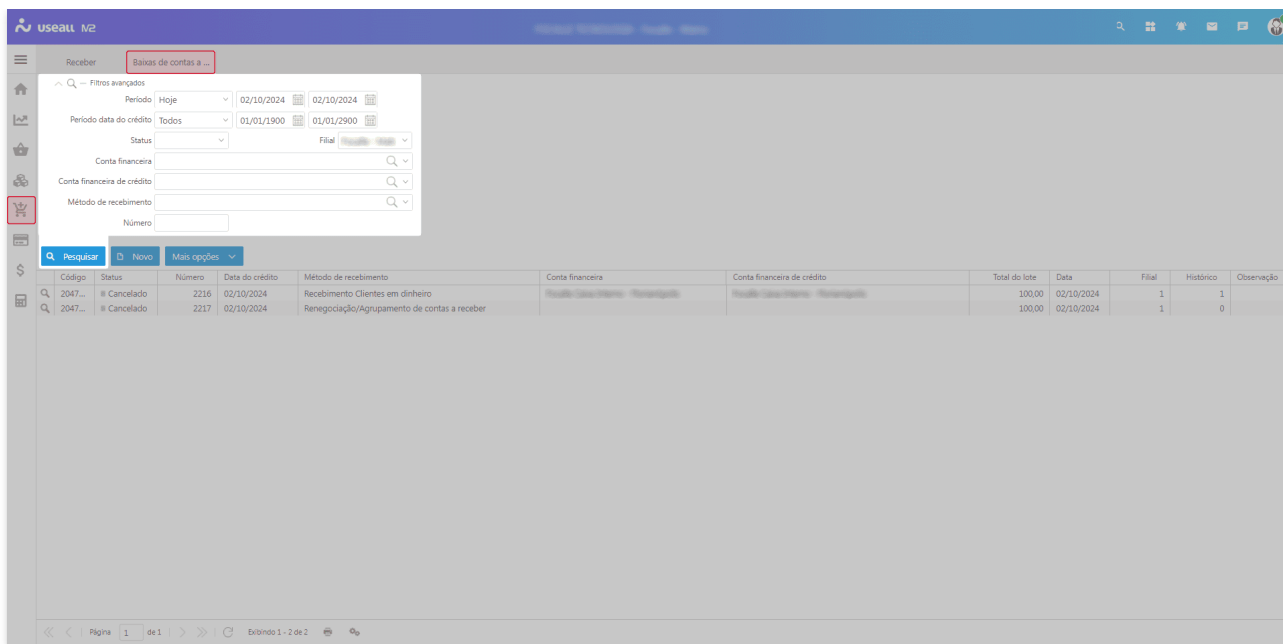 useall M2
Receber Baixas de contas a ...
Filtros avançados
Período Hoje 02/10/2024 02/10/2024
Período data do crédito Todos 01/01/1900 01/01/2900
Status Filial
Conta financeira
Conta financeira de crédito
Método de recebimento
Número
Pesquisar Novo Mais opções
Código Status Número Data do crédito Método de recebimento Conta financeira Conta financeira de crédito Total do lote Data Filial Histórico Observação
2047... Cancelado 2216 02/10/2024 Recebimento Clientes em dinheiro 100,00 02/10/2024 1 1
2047... Cancelado 2217 02/10/2024 Renegociação/Agrupamento de contas a receber 100,00 02/10/2024 1 0
Página 1 de 1 Exibindo 1 - 2 de 2